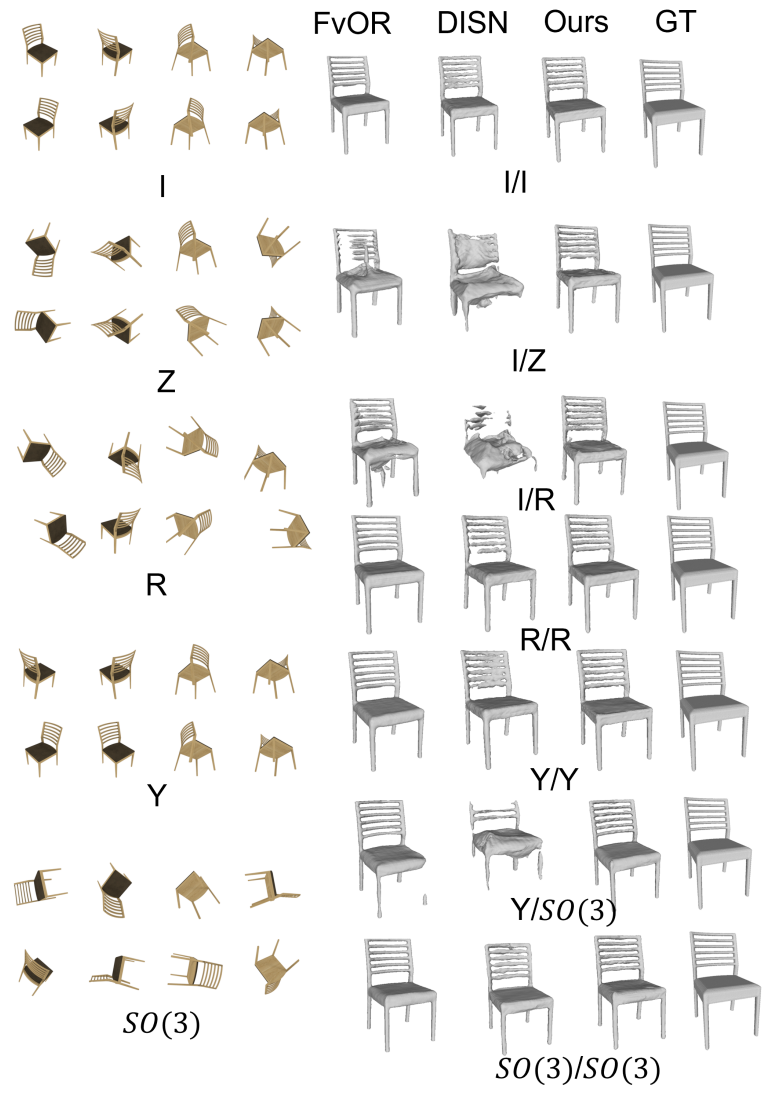 FvOR DISN Ours GT
I I/I
Z I/Z
I/R
R R/R
Y Y/Y
Y/SO(3)
SO(3) SO(3)/SO(3)